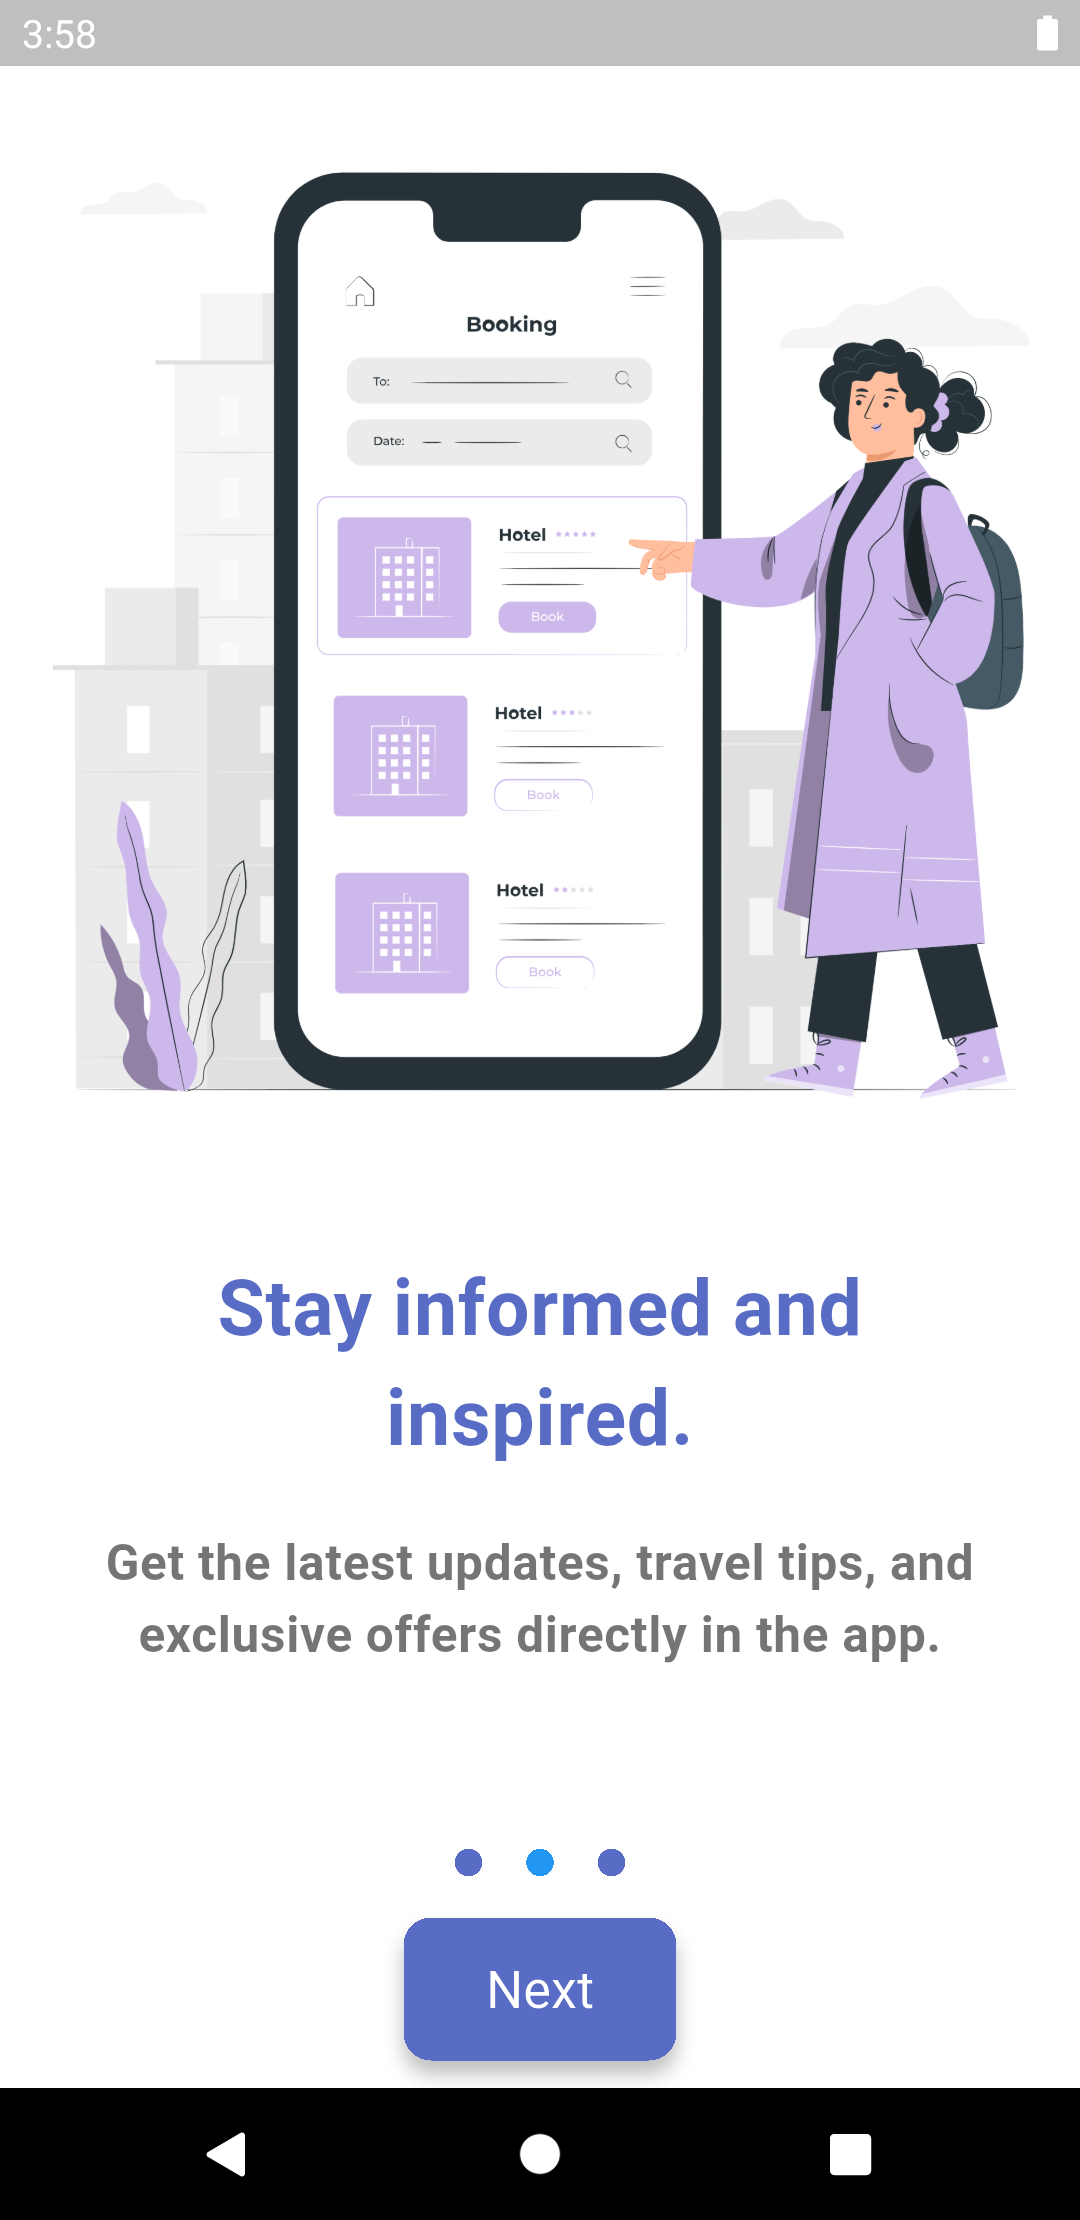 3:58
Booking
To:
Date:
Hotel
Book
Hotel
Book
Hotel
Book
Stay informed and
inspired.
Get the latest updates, travel tips, and
exclusive offers directly in the app.
Next